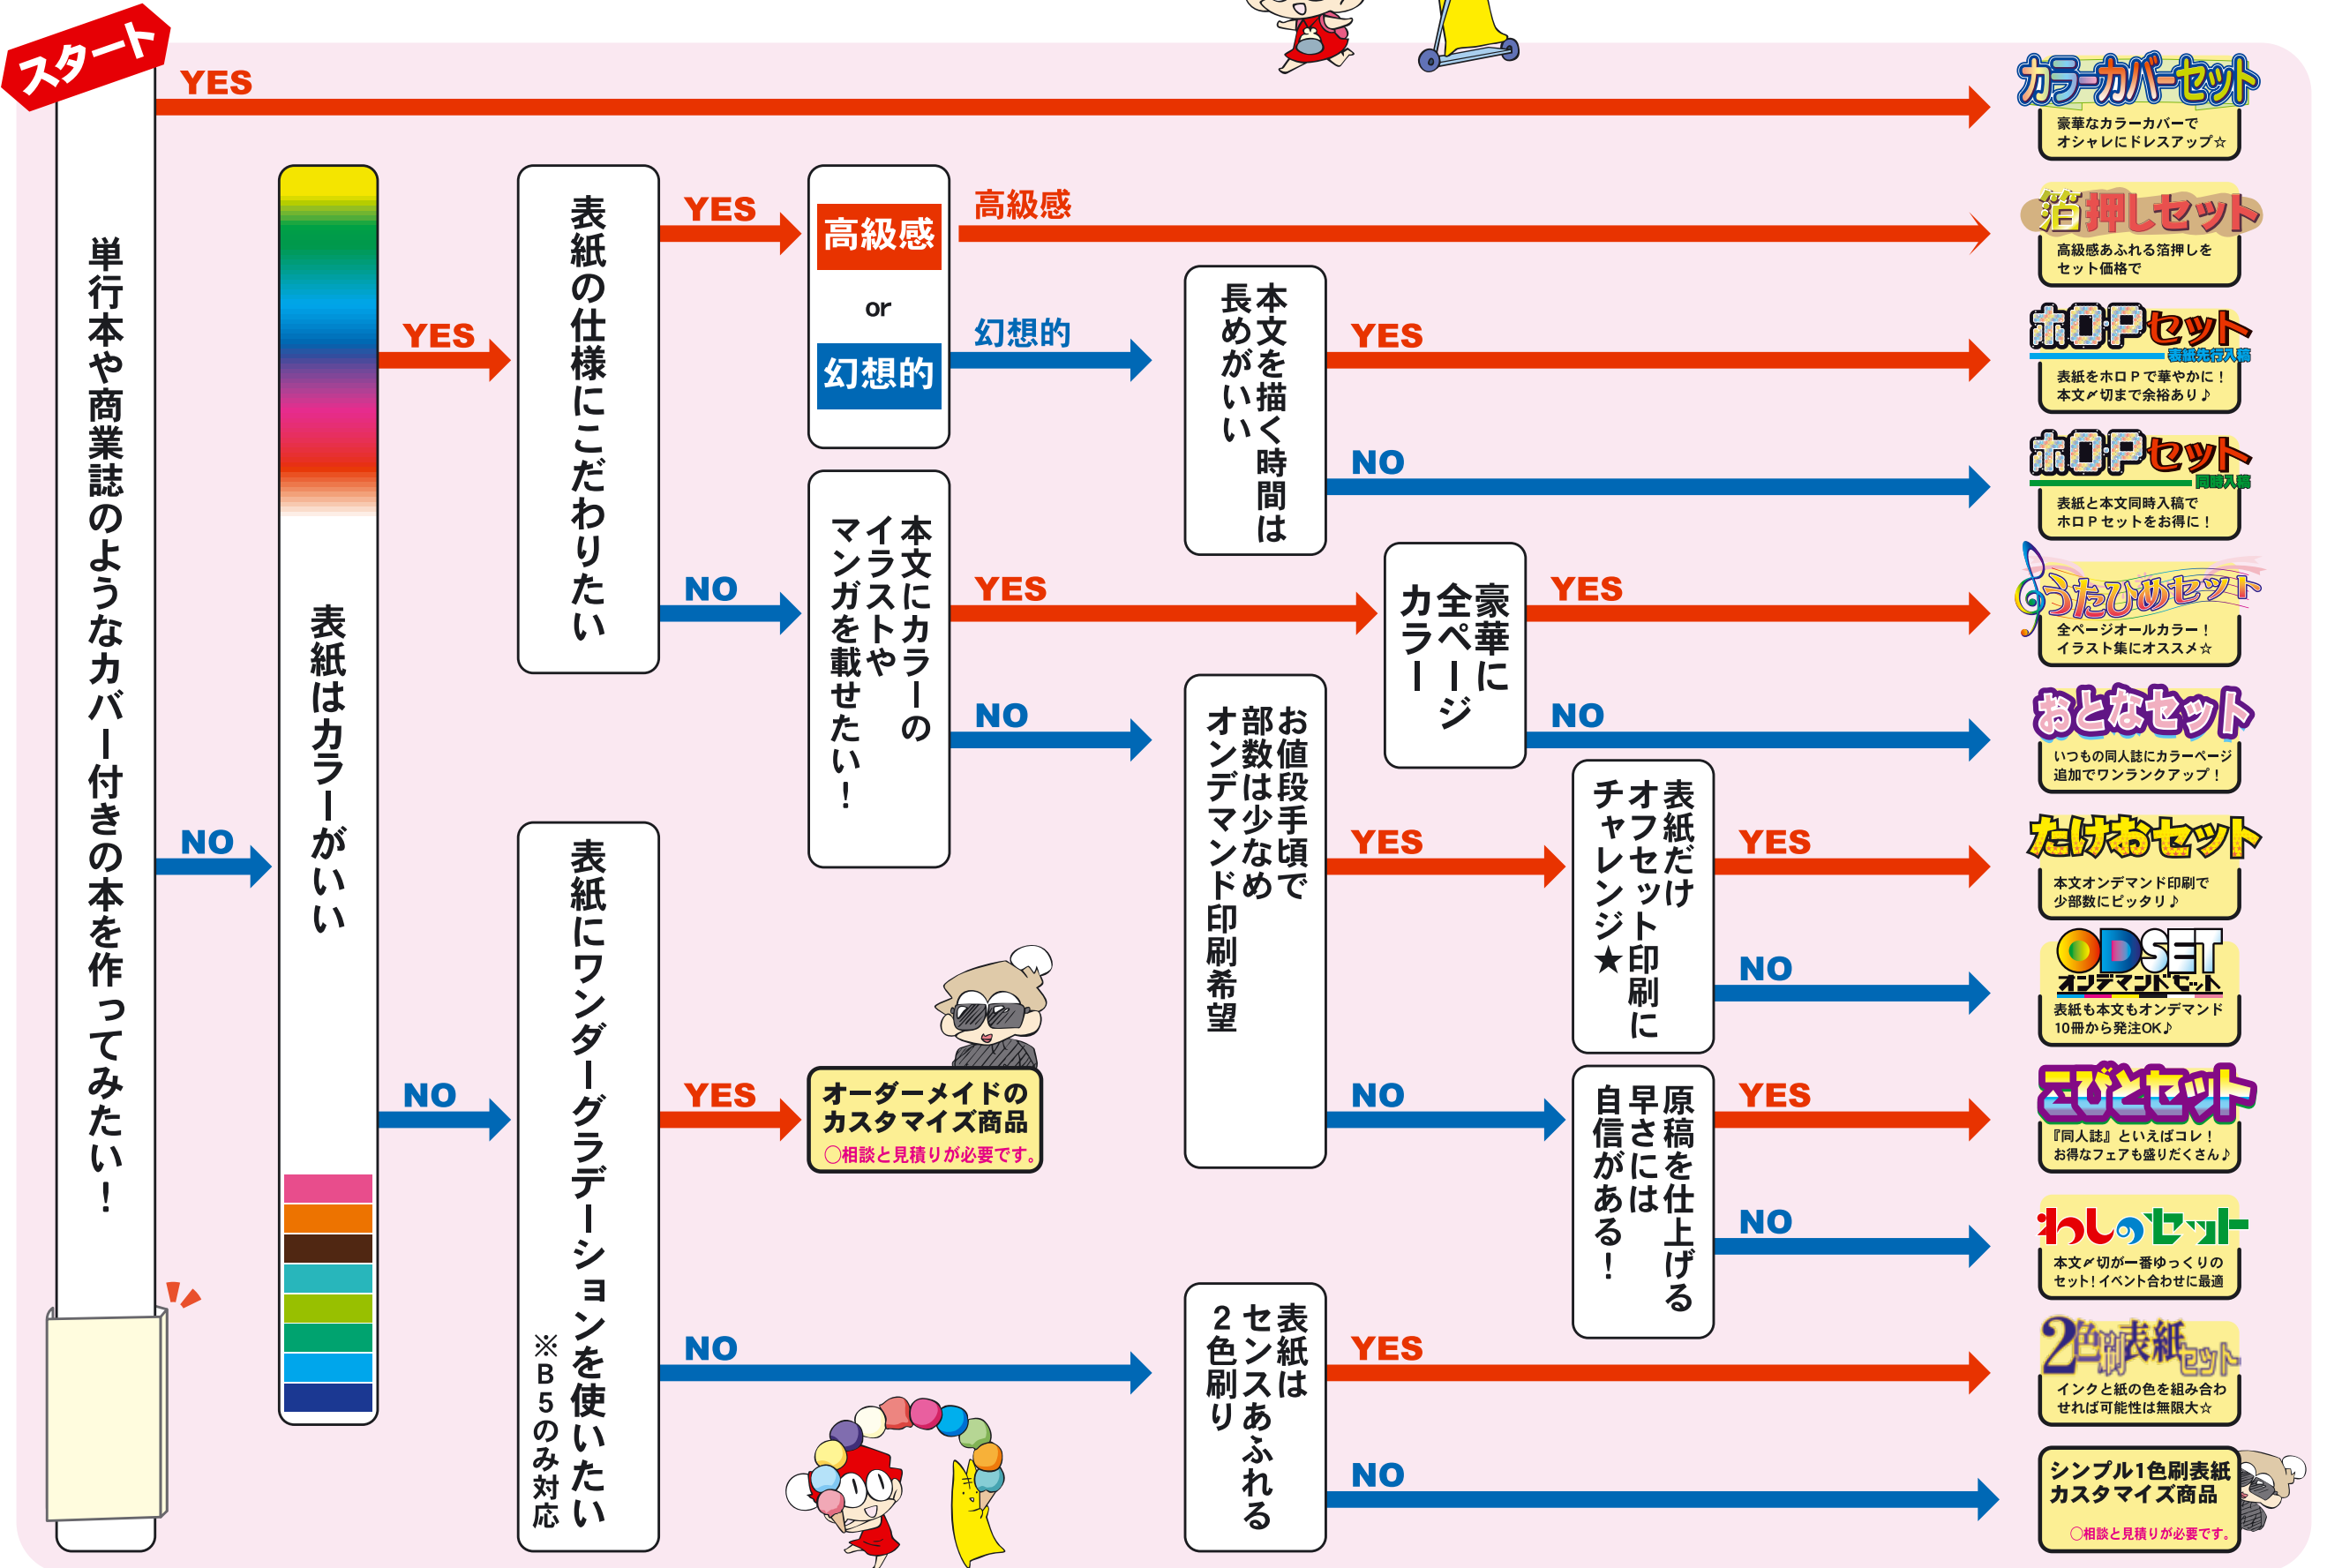 スタート
単行本や商業誌のようなカバー付きの本を作ってみたい！
YES
NO
表紙はカラーがいい
YES
NO
表紙の仕様にこだわりたい
YES
NO
高級感
or
幻想的
高級感
幻想的
本文を描く時間は
長めがいい
YES
NO
本文にカラーの
イラストや
マンガを載せたい！
YES
NO
豪華に
全ページ
カラー
YES
NO
お値段手頃で
部数は少なめ
オンデマンド印刷希望
YES
NO
表紙だけ
オフセット印刷に
チャレンジ★
YES
NO
原稿を仕上げる
早さには
自信がある！
YES
NO
表紙にワンダーグラデーションを使いたい
※B5のみ対応
YES
NO
オーダーメイドの
カスタマイズ商品
○相談と見積りが必要です。
表紙は
センスあふれる
2色刷り
YES
NO
カラーカバーセット
豪華なカラーカバーで
オシャレにドレスアップ☆
箔押しセット
高級感あふれる箔押しを
セット価格で
ホロPセット
表紙先行入稿
表紙をホロPで華やかに！
本文〆切まで余裕あり♪
ホロPセット
同時入稿
表紙と本文同時入稿で
ホロPセットをお得に！
うたひめセット
全ページオールカラー！
イラスト集にオススメ☆
おとなセット
いつもの同人誌にカラーページ
追加でワンランクアップ！
たけおセット
本文オンデマンド印刷で
少部数にピッタリ♪
ODSET
オンデマンドセット
表紙も本文もオンデマンド
10冊から発注OK♪
こびとセット
『同人誌』といえばコレ！
お得なフェアも盛りだくさん♪
わしのセット
本文〆切が一番ゆっくりの
セット！イベント合わせに最適
2色刷表紙セット
インクと紙の色を組み合わ
せれば可能性は無限大☆
シンプル1色刷表紙
カスタマイズ商品
○相談と見積りが必要です。